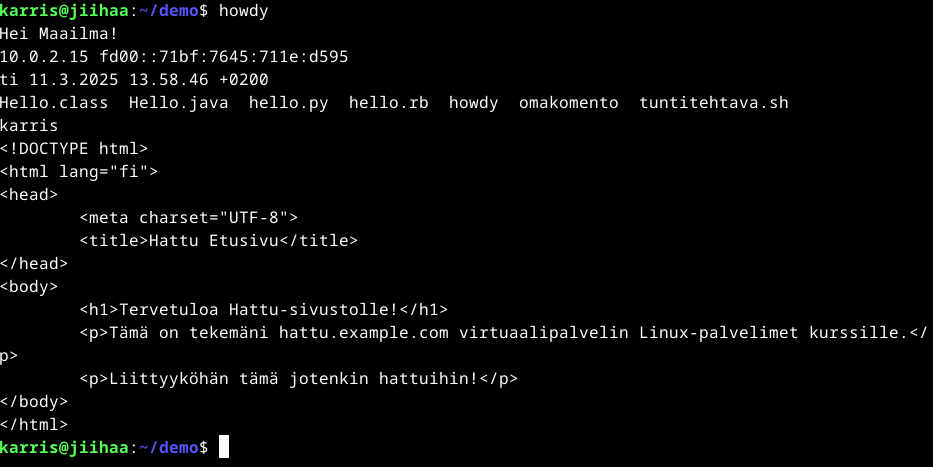 karris@jiihaa:~/demo$ howdy
Hei Maailma!
10.0.2.15 fd00::71bf:7645:711e:d595
ti 11.3.2025 13.58.46 +0200
Hello.class  Hello.java  hello.py  hello.rb  howdy  omakomento  tuntitehtava.sh
karris
<!DOCTYPE html>
<html lang="fi">
<head>
        <meta charset="UTF-8">
        <title>Hattu Etusivu</title>
</head>
<body>
        <h1>Tervetuloa Hattu-sivustolle!</h1>
        <p>Tämä on tekemäni hattu.example.com virtuaalipalvelin Linux-palvelimet kurssille.</
p>
        <p>Liittyyköhän tämä jotenkin hattuihin!</p>
</body>
</html>
karris@jiihaa:~/demo$